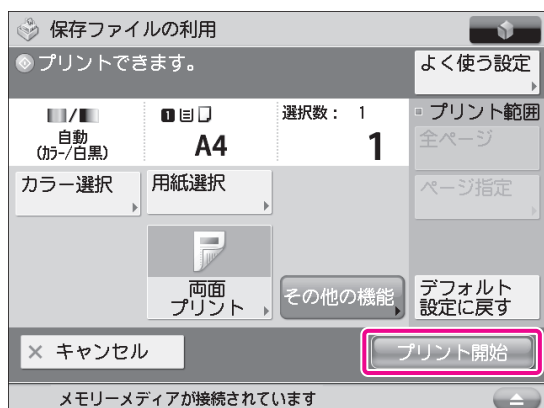 保存ファイルの利用
プリントできます。
よく使う設定
自動
(ｶﾗｰ/白黒)
1
A4
選択数： 1
1
プリント範囲
全ページ
ページ指定
カラー選択
用紙選択
両面
プリント
その他の機能
デフォルト
設定に戻す
× キャンセル
プリント開始
メモリーメディアが接続されています